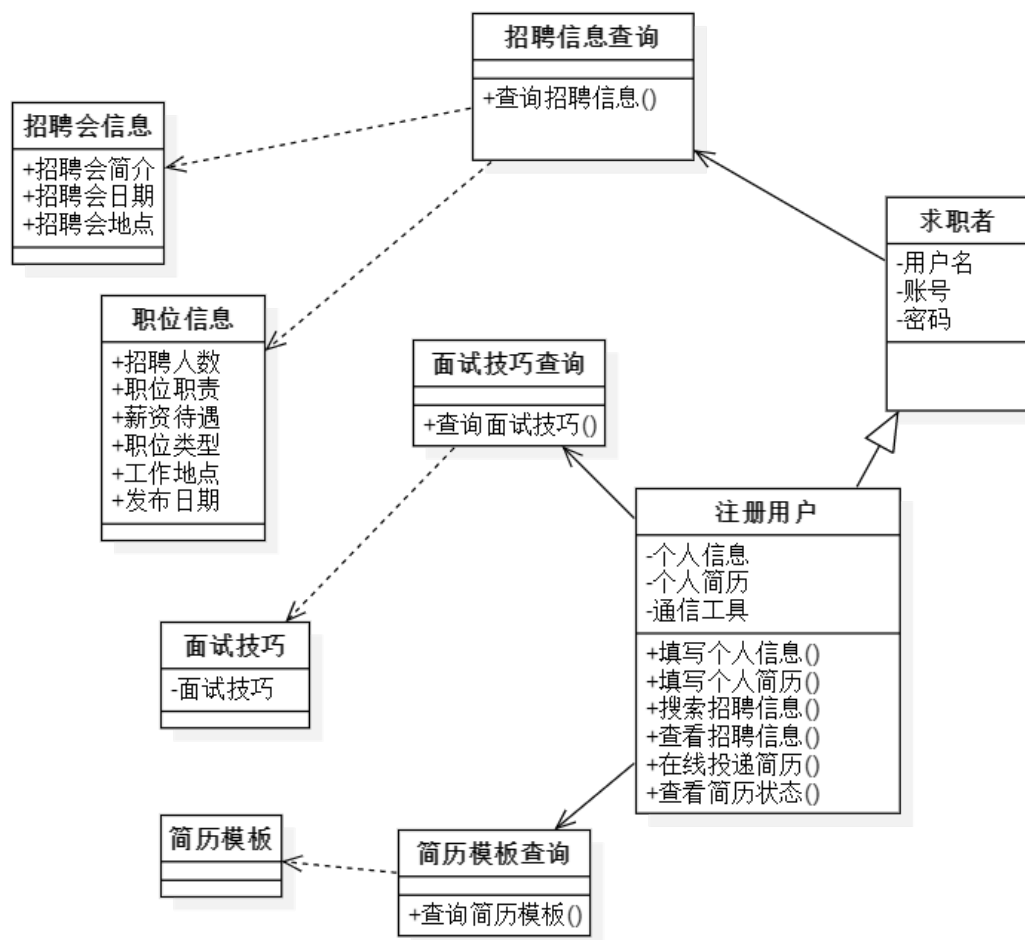 招聘信息查询
+查询招聘信息()
招聘会信息
+招聘会简介
+招聘会日期
+招聘会地点
求职者
-用户名
-账号
-密码
职位信息
+招聘人数
+职位职责
+薪资待遇
+职位类型
+工作地点
+发布日期
面试技巧查询
+查询面试技巧()
注册用户
-个人信息
-个人简历
-通信工具
+填写个人信息()
+填写个人简历()
+搜索招聘信息()
+查看招聘信息()
+在线投递简历()
+查看简历状态()
面试技巧
-面试技巧
简历模板
简历模板查询
+查询简历模板()